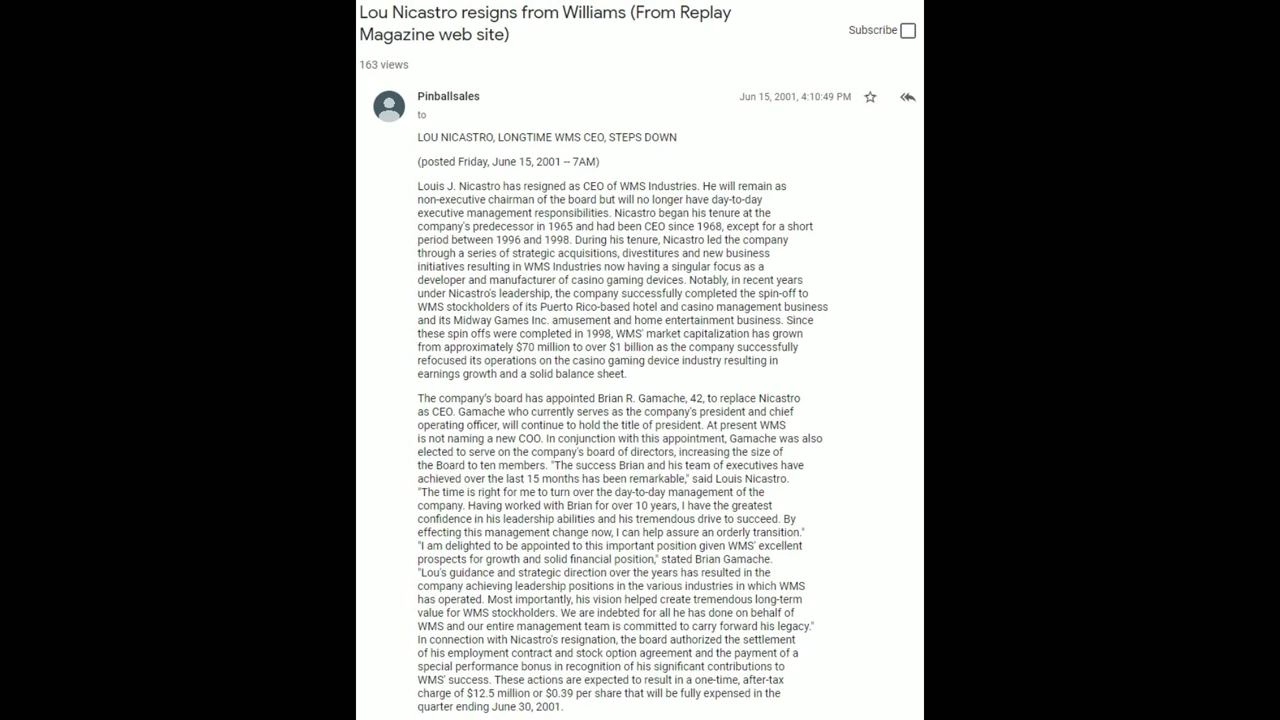 Lou Nicastro resigns from Williams (From Replay
Magazine web site)
Subscribe
163 views
Pinballsales
Jun 15, 2001, 4:10:49 PM
to
LOU NICASTRO, LONGTIME WMS CEO, STEPS DOWN
(posted Friday, June 15, 2001 -- 7AM)
Louis J. Nicastro has resigned as CEO of WMS Industries. He will remain as
non-executive chairman of the board but will no longer have day-to-day
executive management responsibilities. Nicastro began his tenure at the
company's predecessor in 1965 and had been CEO since 1968, except for a short
period between 1996 and 1998. During his tenure, Nicastro led the company
through a series of strategic acquisitions, divestitures and new business
initiatives resulting in WMS Industries now having a singular focus as a
developer and manufacturer of casino gaming devices. Notably, in recent years
under Nicastro's leadership, the company successfully completed the spin-off to
WMS stockholders of its Puerto Rico-based hotel and casino management business
and its Midway Games Inc. amusement and home entertainment business. Since
these spin offs were completed in 1998, WMS' market capitalization has grown
from approximately $70 million to over $1 billion as the company successfully
refocused its operations on the casino gaming device industry resulting in
earnings growth and a solid balance sheet.
The company's board has appointed Brian R. Gamache, 42, to replace Nicastro
as CEO. Gamache who currently serves as the company's president and chief
operating officer, will continue to hold the title of president. At present WMS
is not naming a new COO. In conjunction with this appointment, Gamache was also
elected to serve on the company's board of directors, increasing the size of
the Board to ten members. "The success Brian and his team of executives have
achieved over the last 15 months has been remarkable," said Louis Nicastro.
"The time is right for me to turn over the day-to-day management of the
company. Having worked with Brian for over 10 years, I have the greatest
confidence in his leadership abilities and his tremendous drive to succeed. By
effecting this management change now, I can help assure an orderly transition."
"I am delighted to be appointed to this important position given WMS' excellent
prospects for growth and solid financial position," stated Brian Gamache.
"Lou's guidance and strategic direction over the years has resulted in the
company achieving leadership positions in the various industries in which WMS
has operated. Most importantly, his vision helped create tremendous long-term
value for WMS stockholders. We are indebted for all he has done on behalf of
WMS and our entire management team is committed to carry forward his legacy."
In connection with Nicastro's resignation, the board authorized the settlement
of his employment contract and stock option agreement and the payment of a
special performance bonus in recognition of his significant contributions to
WMS' success. These actions are expected to result in a one-time, after-tax
charge of $12.5 million or $0.39 per share that will be fully expensed in the
quarter ending June 30, 2001.